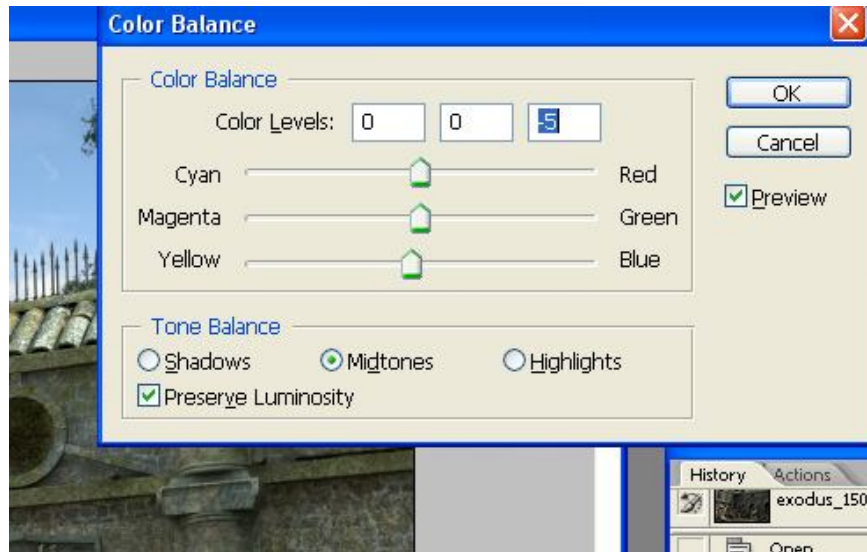 Color Balance
Color Balance
Color Levels: 0 0 -5
OK
Cancel
Cyan Red
Preview
Magenta Green
Yellow Blue
Tone Balance
Shadows Midtones Highlights
Preserve Luminosity
History Actions
exodus_150
Open